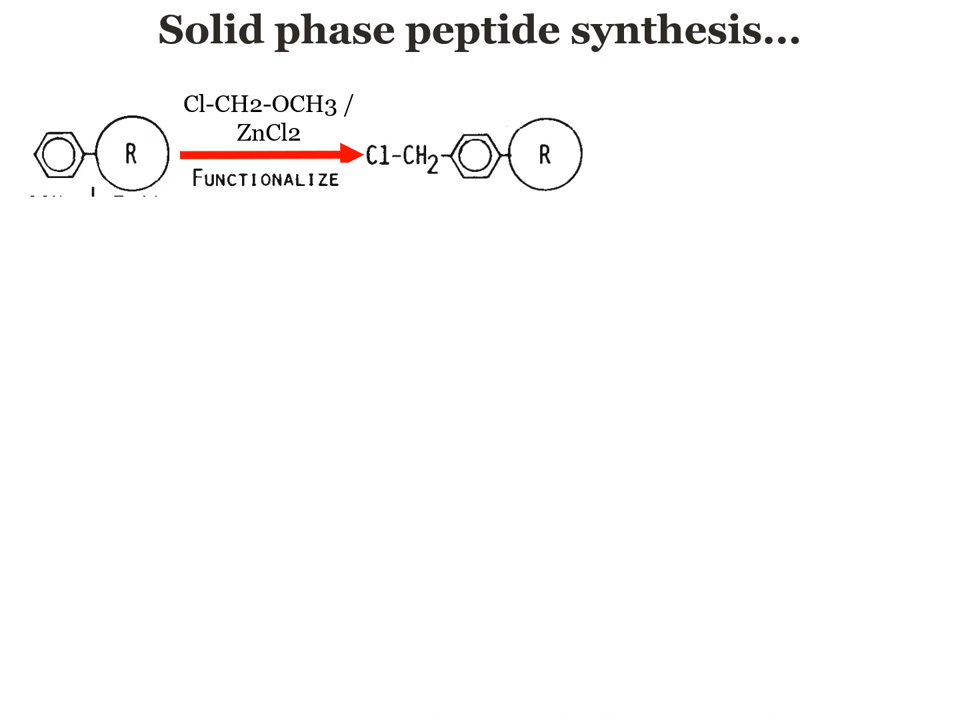 Solid phase peptide synthesis...
Cl-CH2-OCH3 /
ZnCl2
R
Cl-CH2
R
FUNCTIONALIZE